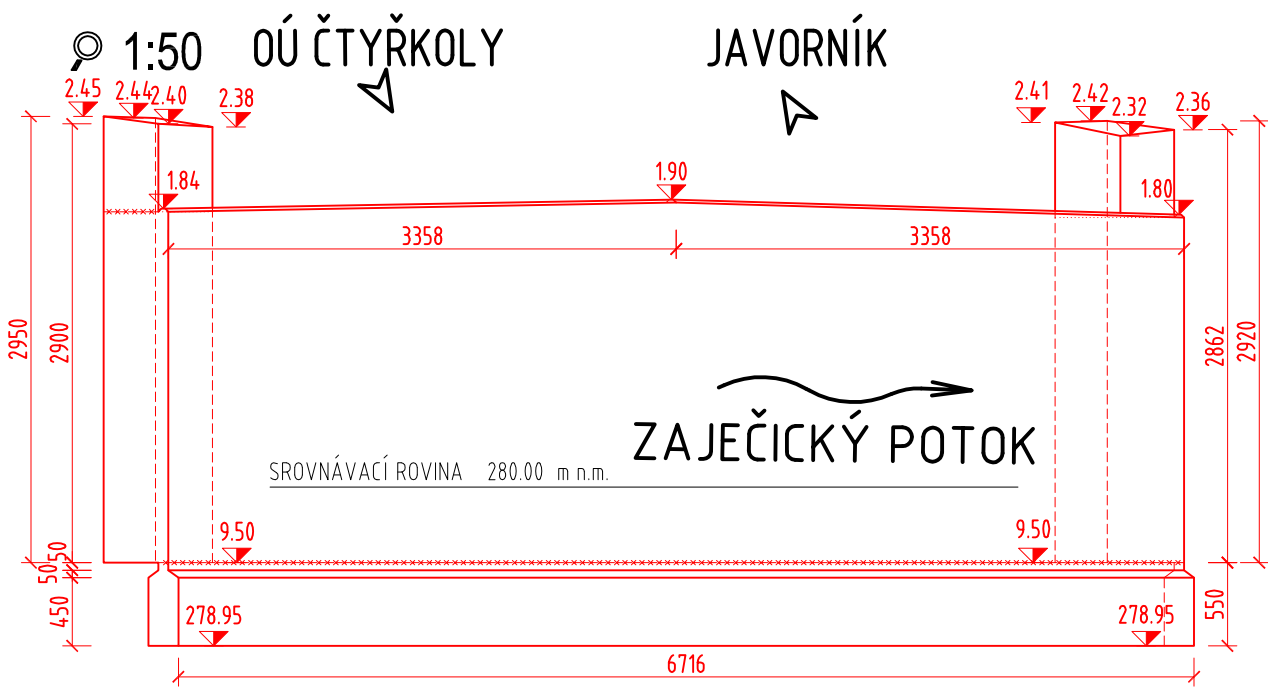 1:50 OÚ ČTYŘKOLY JAVORNÍK
2.45 2.44 2.40 2.38 2.41 2.42 2.32 2.36
1.84 1.90 1.80
3358 3358
2950 2900 2862 2920
ZAJEČICKÝ POTOK
SROVNÁVACÍ ROVINA 280.00 m n.m.
9.50 9.50
50
50
450 278.95 278.95 550
6716